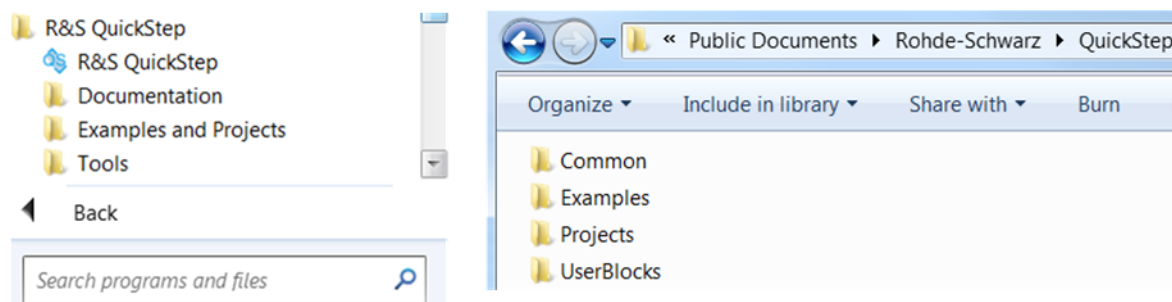 R&S QuickStep
R&S QuickStep
Documentation
Examples and Projects
Tools
Back
Search programs and files
« Public Documents ▸ Rohde-Schwarz ▸ QuickStep
Organize ▾ Include in library ▾ Share with ▾ Burn
Common
Examples
Projects
UserBlocks